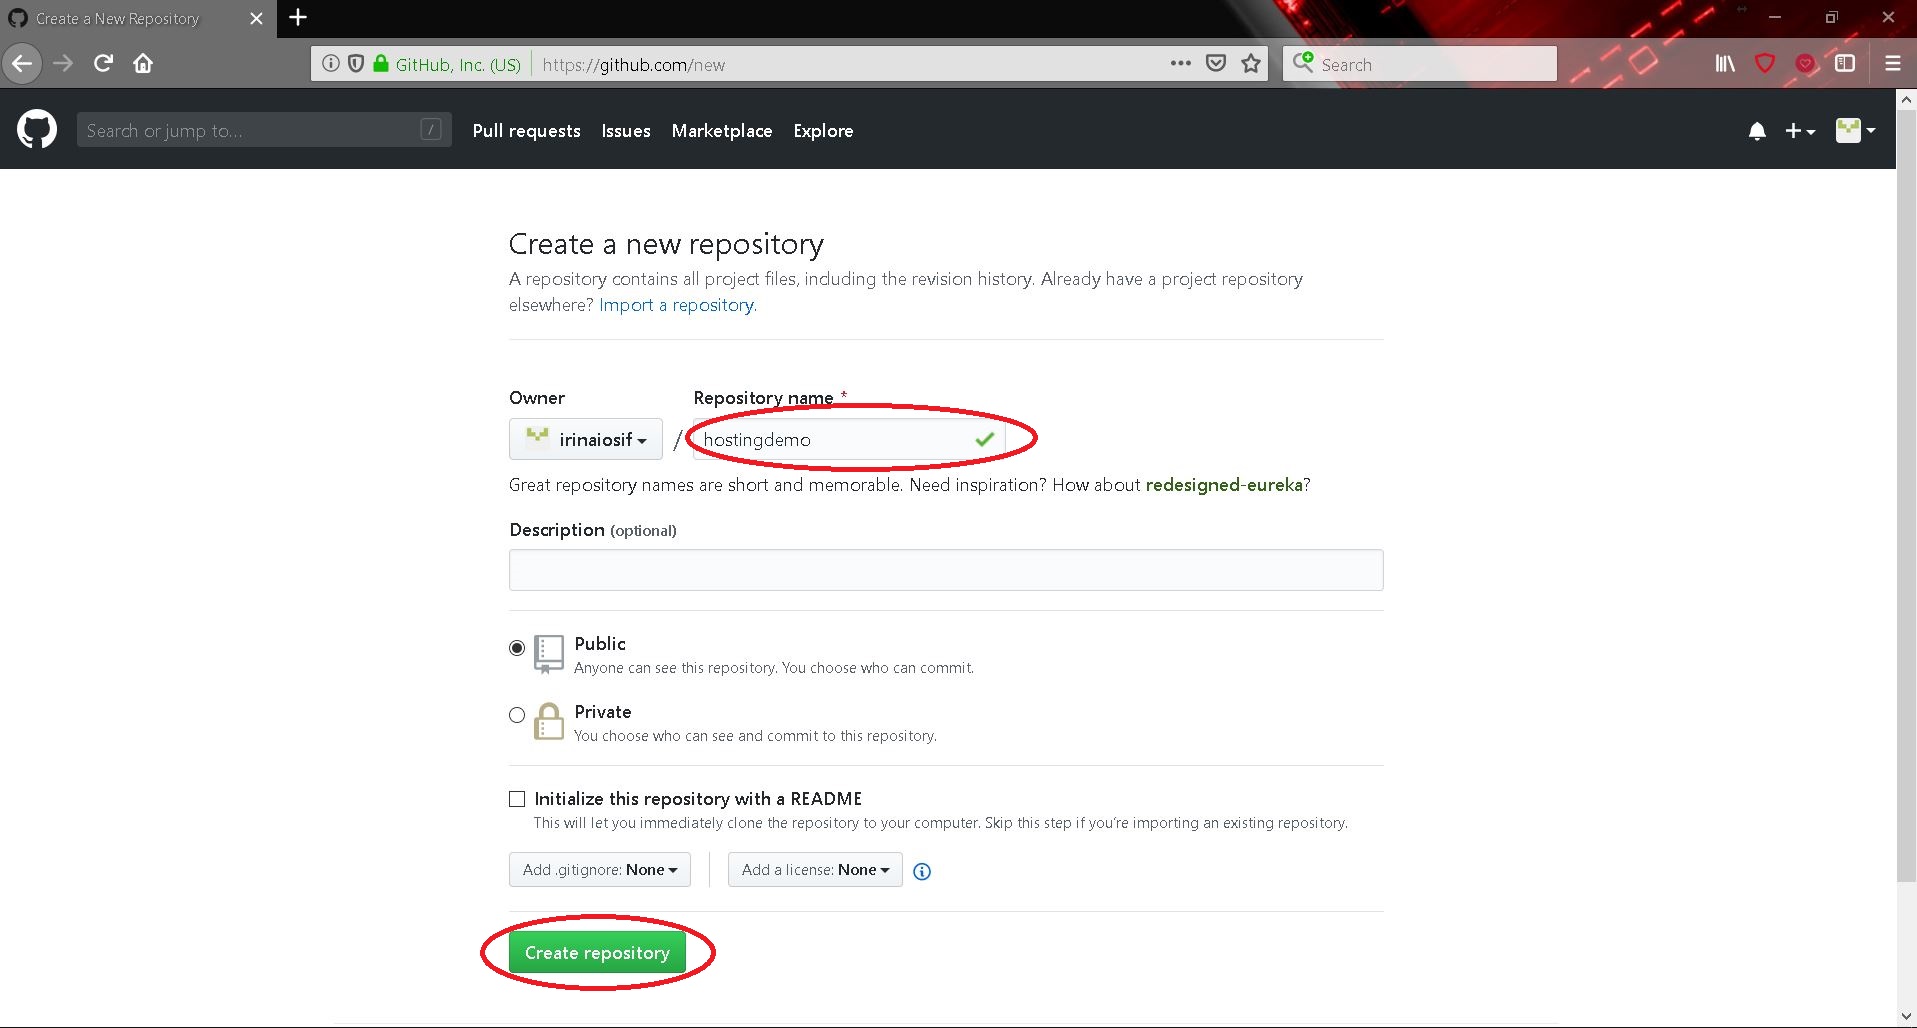 Create a New Repository
GitHub, Inc. (US)
https://github.com/new
Search
Search or jump to...
/
Pull requests
Issues
Marketplace
Explore
Create a new repository
A repository contains all project files, including the revision history. Already have a project repository
elsewhere? Import a repository.
Owner
Repository name *
irinaiosif
/
hostingdemo
Great repository names are short and memorable. Need inspiration? How about redesigned-eureka?
Description (optional)
Public
Anyone can see this repository. You choose who can commit.
Private
You choose who can see and commit to this repository.
Initialize this repository with a README
This will let you immediately clone the repository to your computer. Skip this step if you're importing an existing repository.
Add .gitignore: None
Add a license: None
Create repository